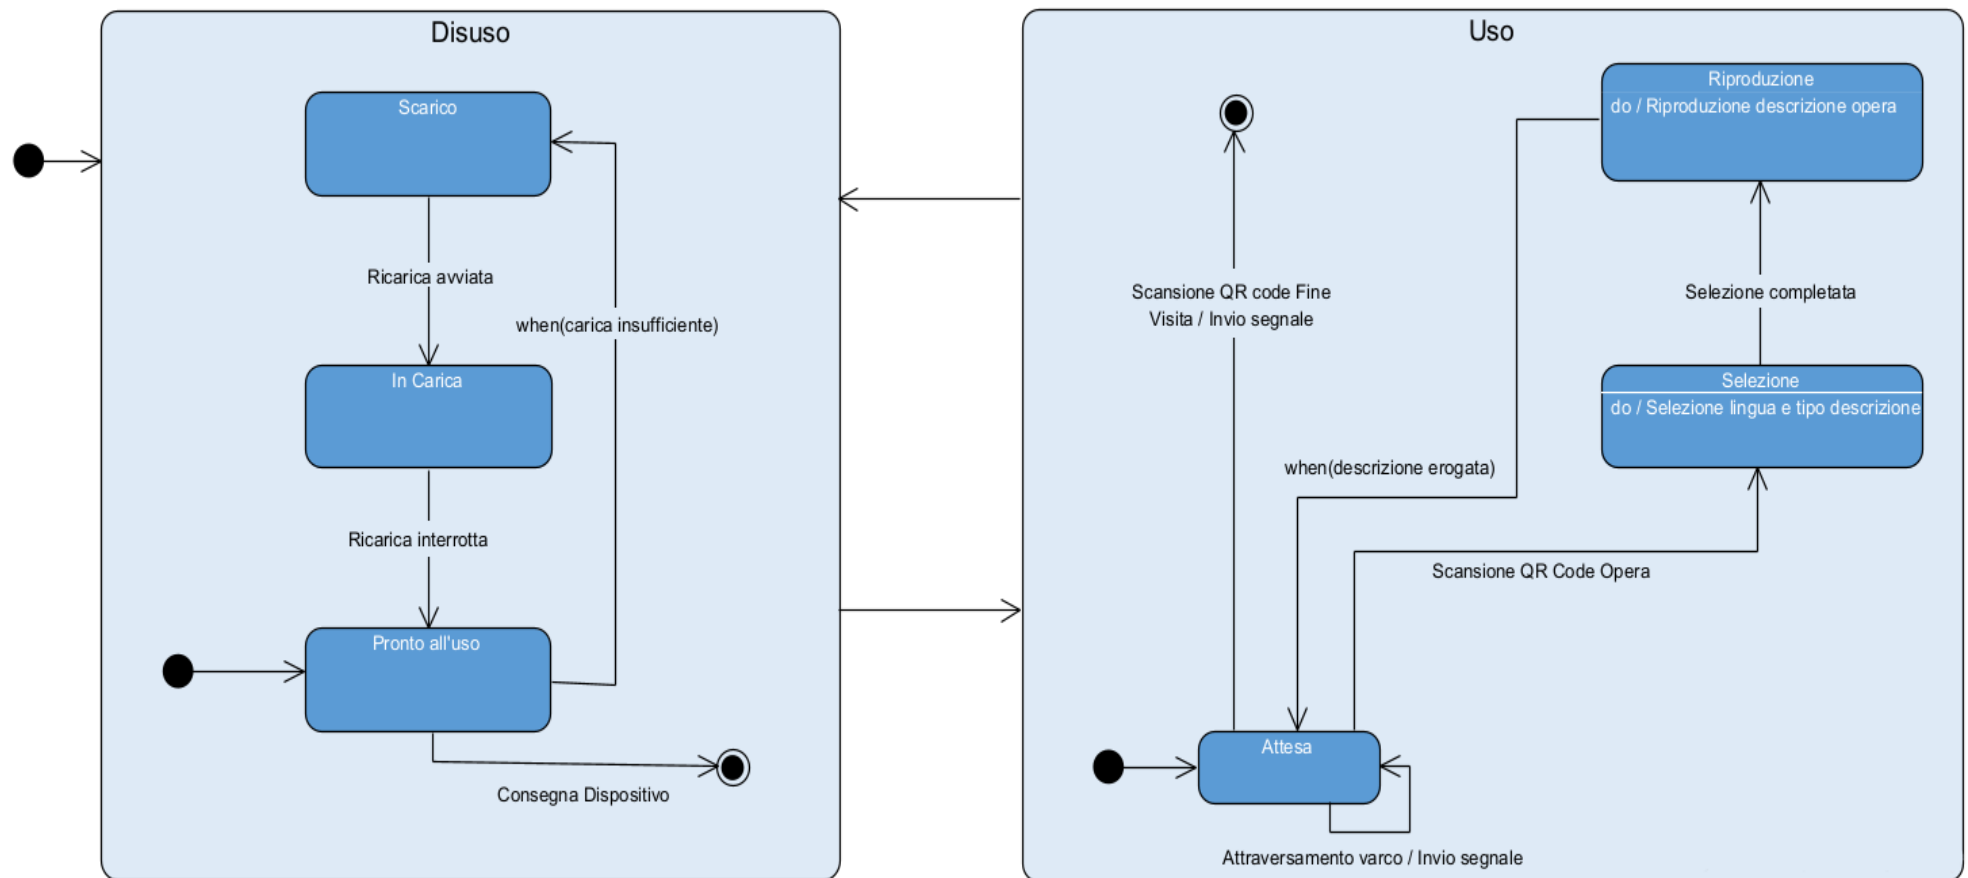 Disuso
Scarico
Ricarica avviata
when(carica insufficiente)
In Carica
Ricarica interrotta
Pronto all'uso
Consegna Dispositivo
Uso
Riproduzione
do / Riproduzione descrizione opera
Scansione QR code Fine
Visita / Invio segnale
Selezione completata
Selezione
do / Selezione lingua e tipo descrizione
when(descrizione erogata)
Scansione QR Code Opera
Attesa
Attraversamento varco / Invio segnale